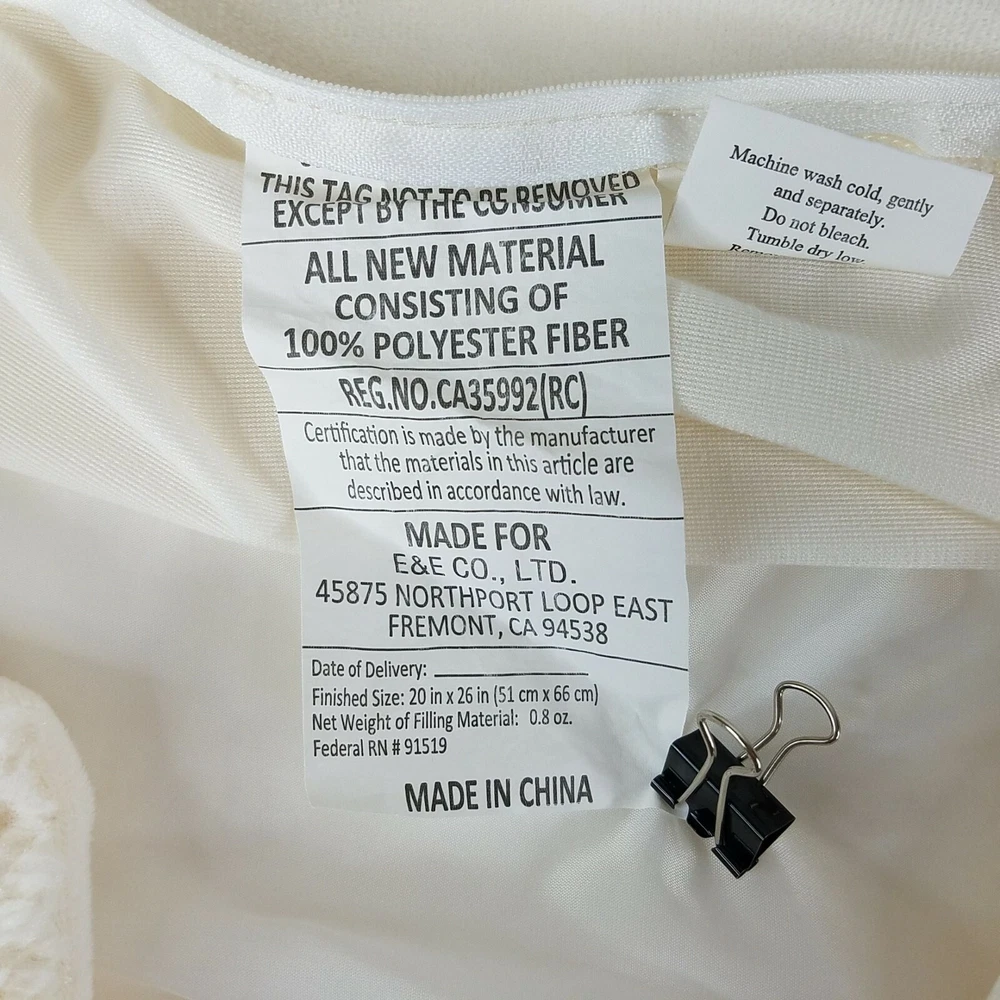 THIS TAG NOT TO BE REMOVED
EXCEPT BY THE CONSUMER
ALL NEW MATERIAL
CONSISTING OF
100% POLYESTER FIBER
REG.NO.CA35992(RC)
Certification is made by the manufacturer
that the materials in this article are
described in accordance with law.
MADE FOR
E&E CO., LTD.
45875 NORTHPORT LOOP EAST
FREMONT, CA 94538
Date of Delivery:
Finished Size: 20 in x 26 in (51 cm x 66 cm)
Net Weight of Filling Material: 0.8 oz.
Federal RN # 91519
MADE IN CHINA
Machine wash cold, gently
and separately.
Do not bleach.
Tumble dry low.